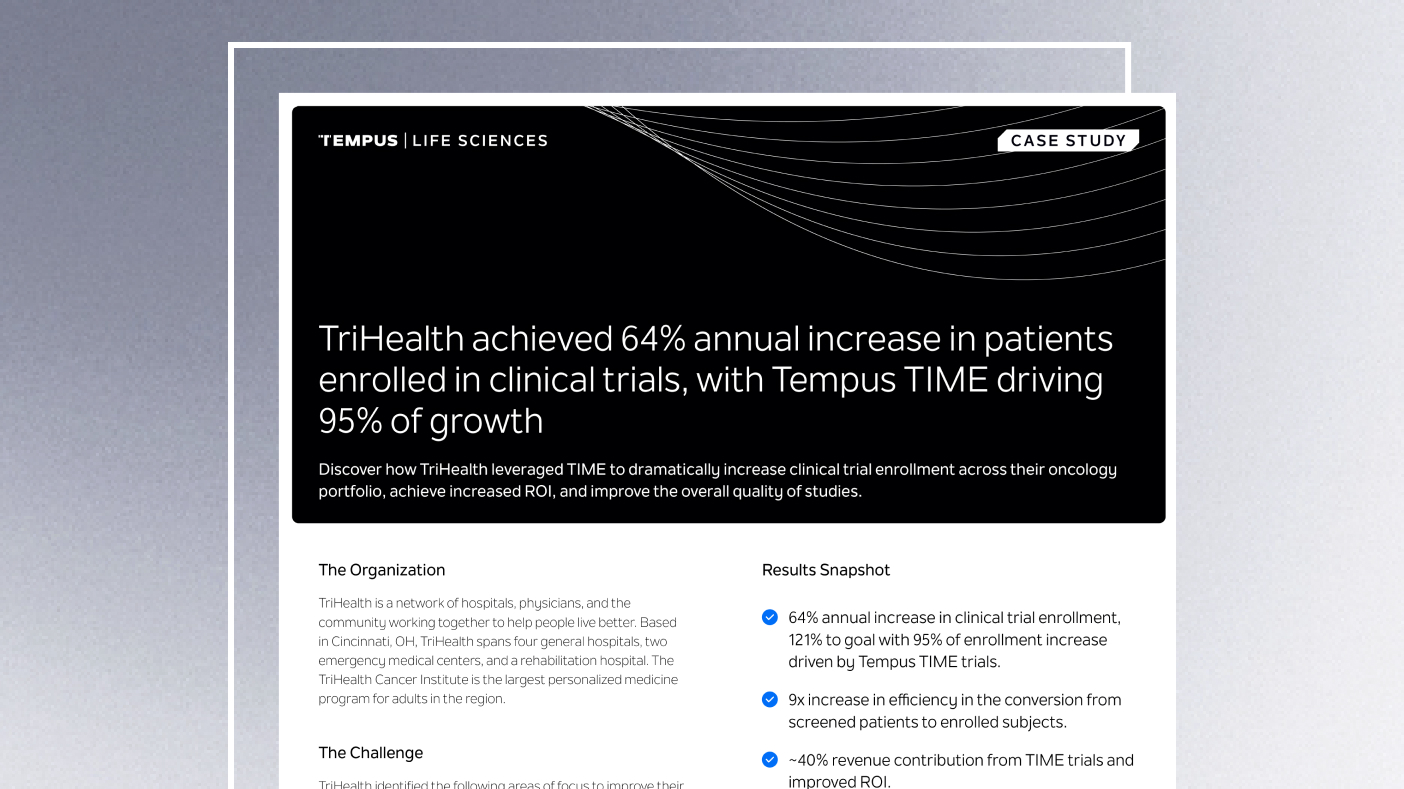 TEMPUS | LIFE SCIENCES
CASE STUDY
TriHealth achieved 64% annual increase in patients
enrolled in clinical trials, with Tempus TIME driving
95% of growth
Discover how TriHealth leveraged TIME to dramatically increase clinical trial enrollment across their oncology
portfolio, achieve increased ROI, and improve the overall quality of studies.
The Organization
TriHealth is a network of hospitals, physicians, and the
community working together to help people live better. Based
in Cincinnati, OH, TriHealth spans four general hospitals, two
emergency medical centers, and a rehabilitation hospital. The
TriHealth Cancer Institute is the largest personalized medicine
program for adults in the region.
The Challenge
TriHealth identified the following areas of focus to improve their
Results Snapshot
64% annual increase in clinical trial enrollment,
121% to goal with 95% of enrollment increase
driven by Tempus TIME trials.
9x increase in efficiency in the conversion from
screened patients to enrolled subjects.
~40% revenue contribution from TIME trials and
improved ROI.